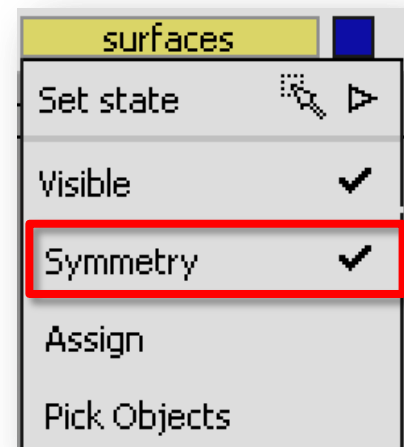 surfaces
Set state
Visible
Symmetry
Assign
Pick Objects